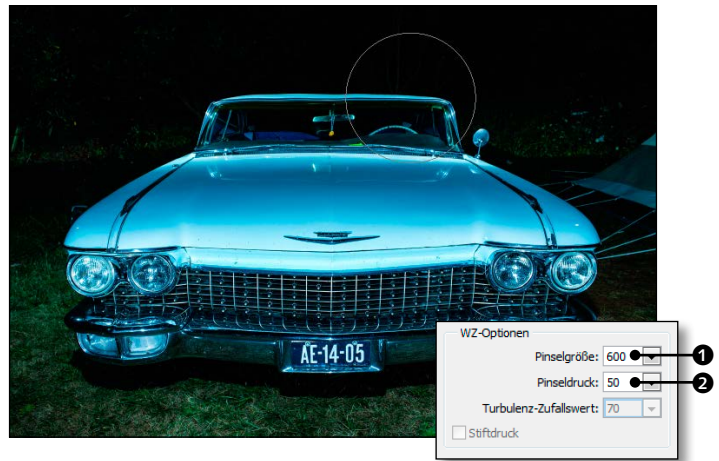 AE-14-05
WZ-Optionen
Pinselgröße: 600 1
Pinseldruck: 50 2
Turbulenz-Zufallswert: 70
Stiftdruck